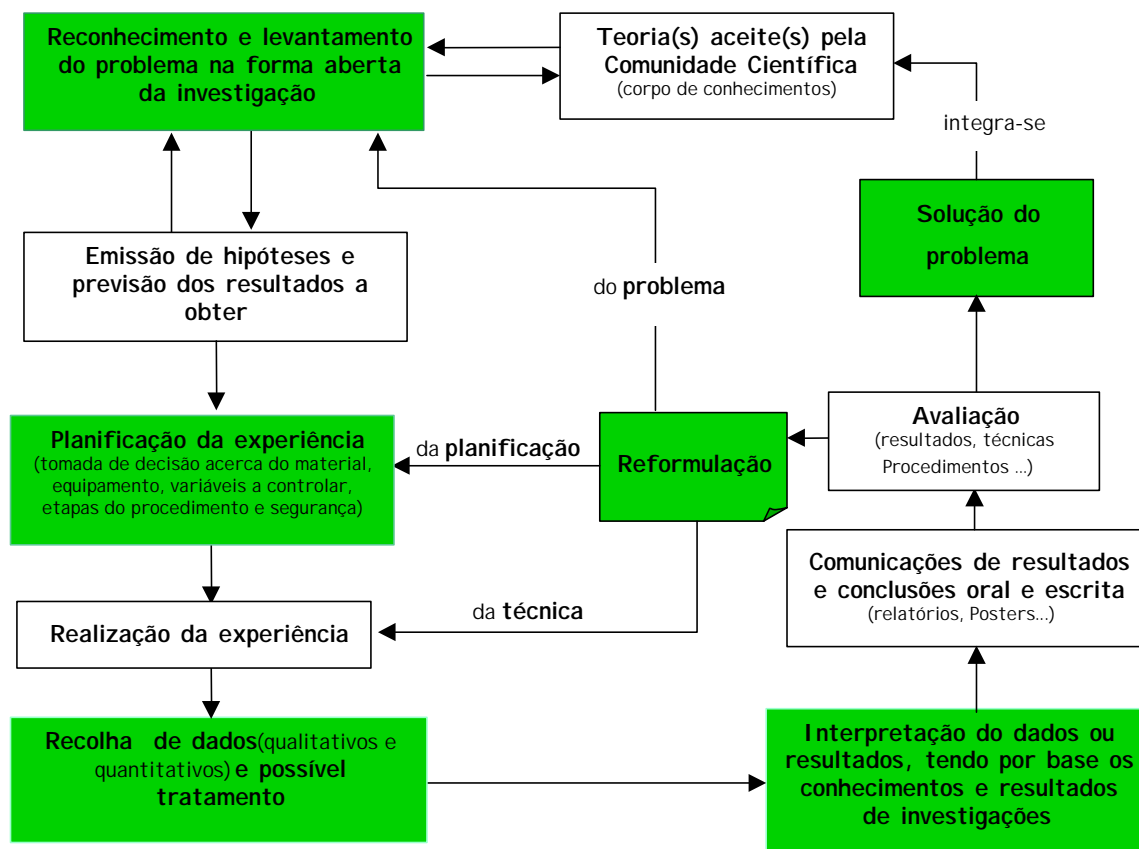 Reconhecimento e levantamento
do problema na forma aberta
da investigação
Teoria(s) aceite(s) pela
Comunidade Científica
(corpo de conhecimentos)
integra-se
Solução do
problema
Emissão de hipóteses e
previsão dos resultados a
obter
do problema
Planificação da experiência
(tomada de decisão acerca do material,
equipamento, variáveis a controlar,
etapas do procedimento e segurança)
da planificação
Reformulação
Avaliação
(resultados, técnicas
Procedimentos ...)
Comunicações de resultados
e conclusões oral e escrita
(relatórios, Posters...)
da técnica
Realização da experiência
Recolha de dados(qualitativos e
quantitativos) e possível
tratamento
Interpretação do dados ou
resultados, tendo por base os
conhecimentos e resultados
de investigações